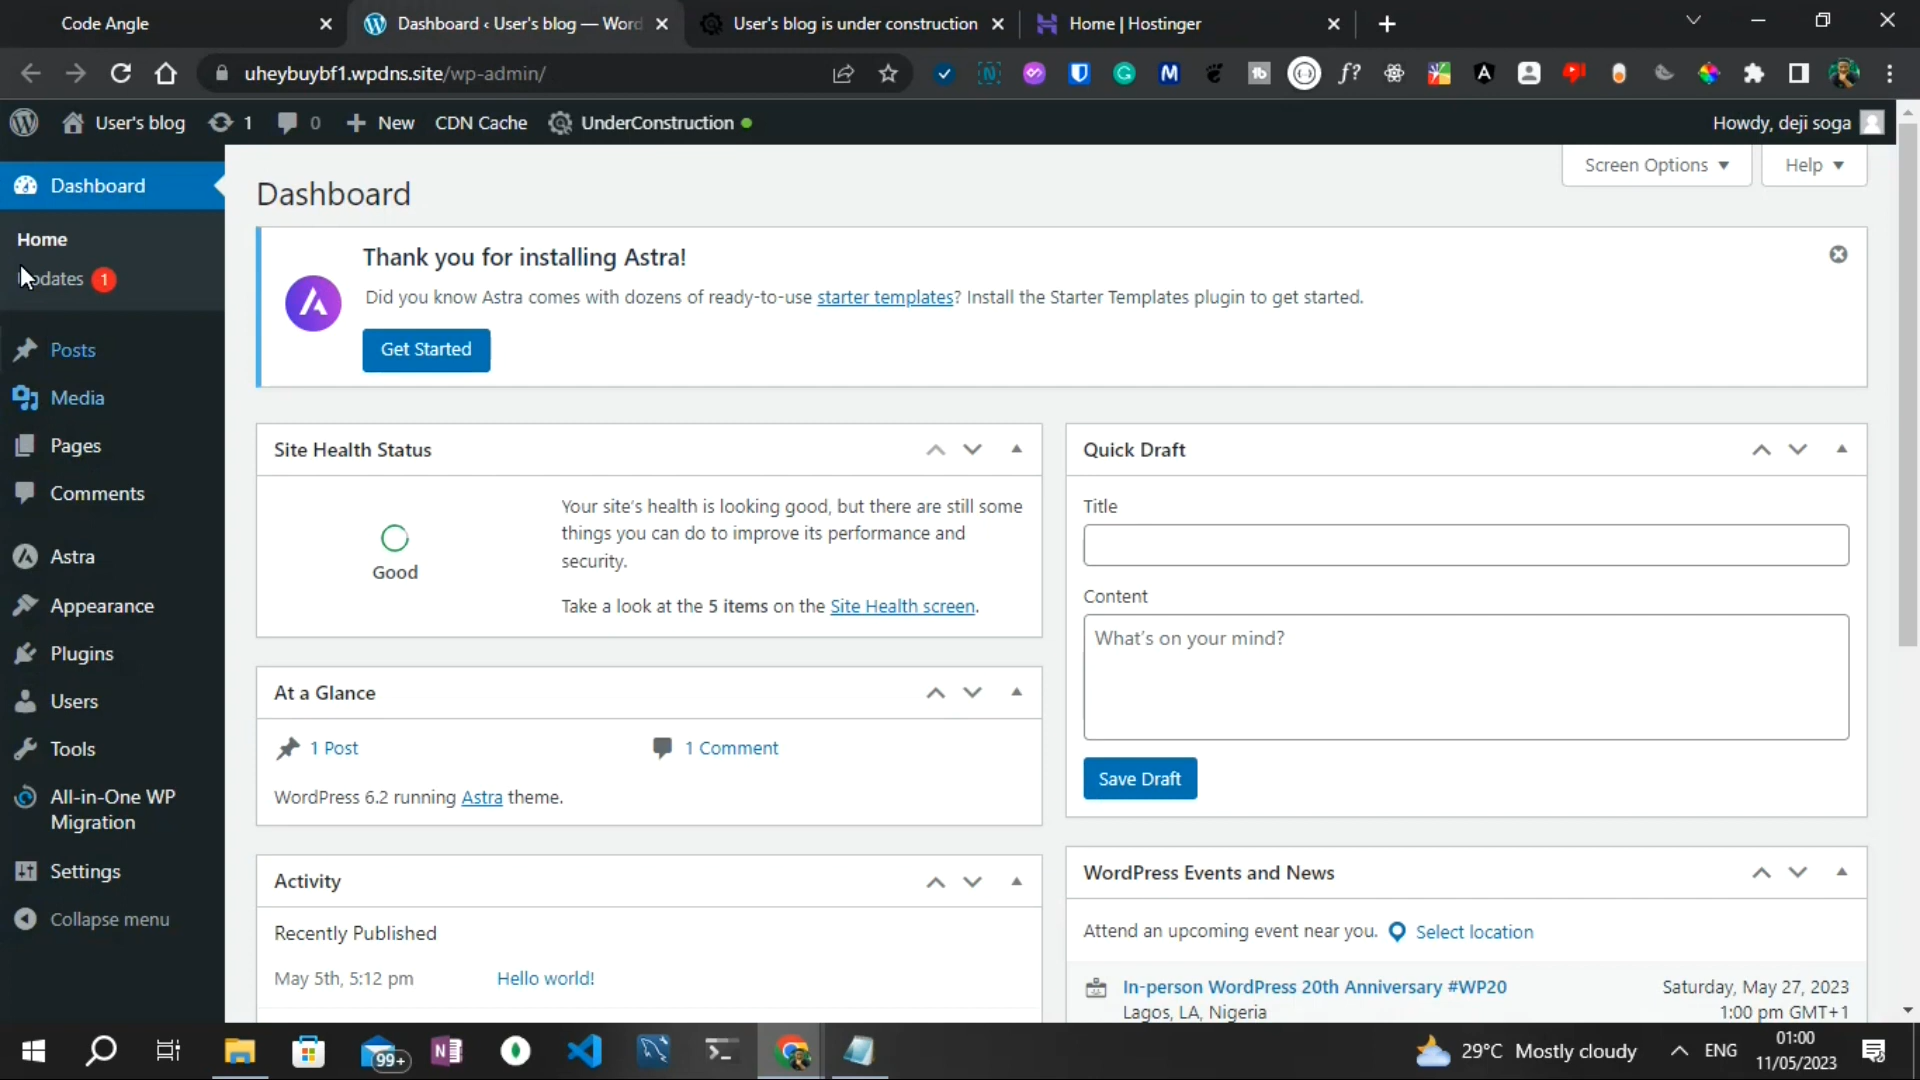 Code Angle
Dashboard ‹ User's blog — Word
User's blog is under construction
Home | Hostinger
uheybuybf1.wpdns.site/wp-admin/
User's blog
1
0
New
CDN Cache
UnderConstruction
Howdy, deji soga
Dashboard
Home
dates 1
Posts
Media
Pages
Comments
Astra
Appearance
Plugins
Users
Tools
All-in-One WP
Migration
Settings
Collapse menu
Screen Options
Help
Dashboard
Thank you for installing Astra!
Did you know Astra comes with dozens of ready-to-use starter templates? Install the Starter Templates plugin to get started.
Get Started
Site Health Status
Good
Your site's health is looking good, but there are still some
things you can do to improve its performance and
security.
Take a look at the 5 items on the Site Health screen.
At a Glance
1 Post
1 Comment
WordPress 6.2 running Astra theme.
Activity
Recently Published
May 5th, 5:12 pm
Hello world!
Quick Draft
Title
Content
What's on your mind?
Save Draft
WordPress Events and News
Attend an upcoming event near you.
Select location
In-person WordPress 20th Anniversary #WP20
Lagos, LA, Nigeria
Saturday, May 27, 2023
1:00 pm GMT+1
99+
29°C Mostly cloudy
ENG
01:00
11/05/2023